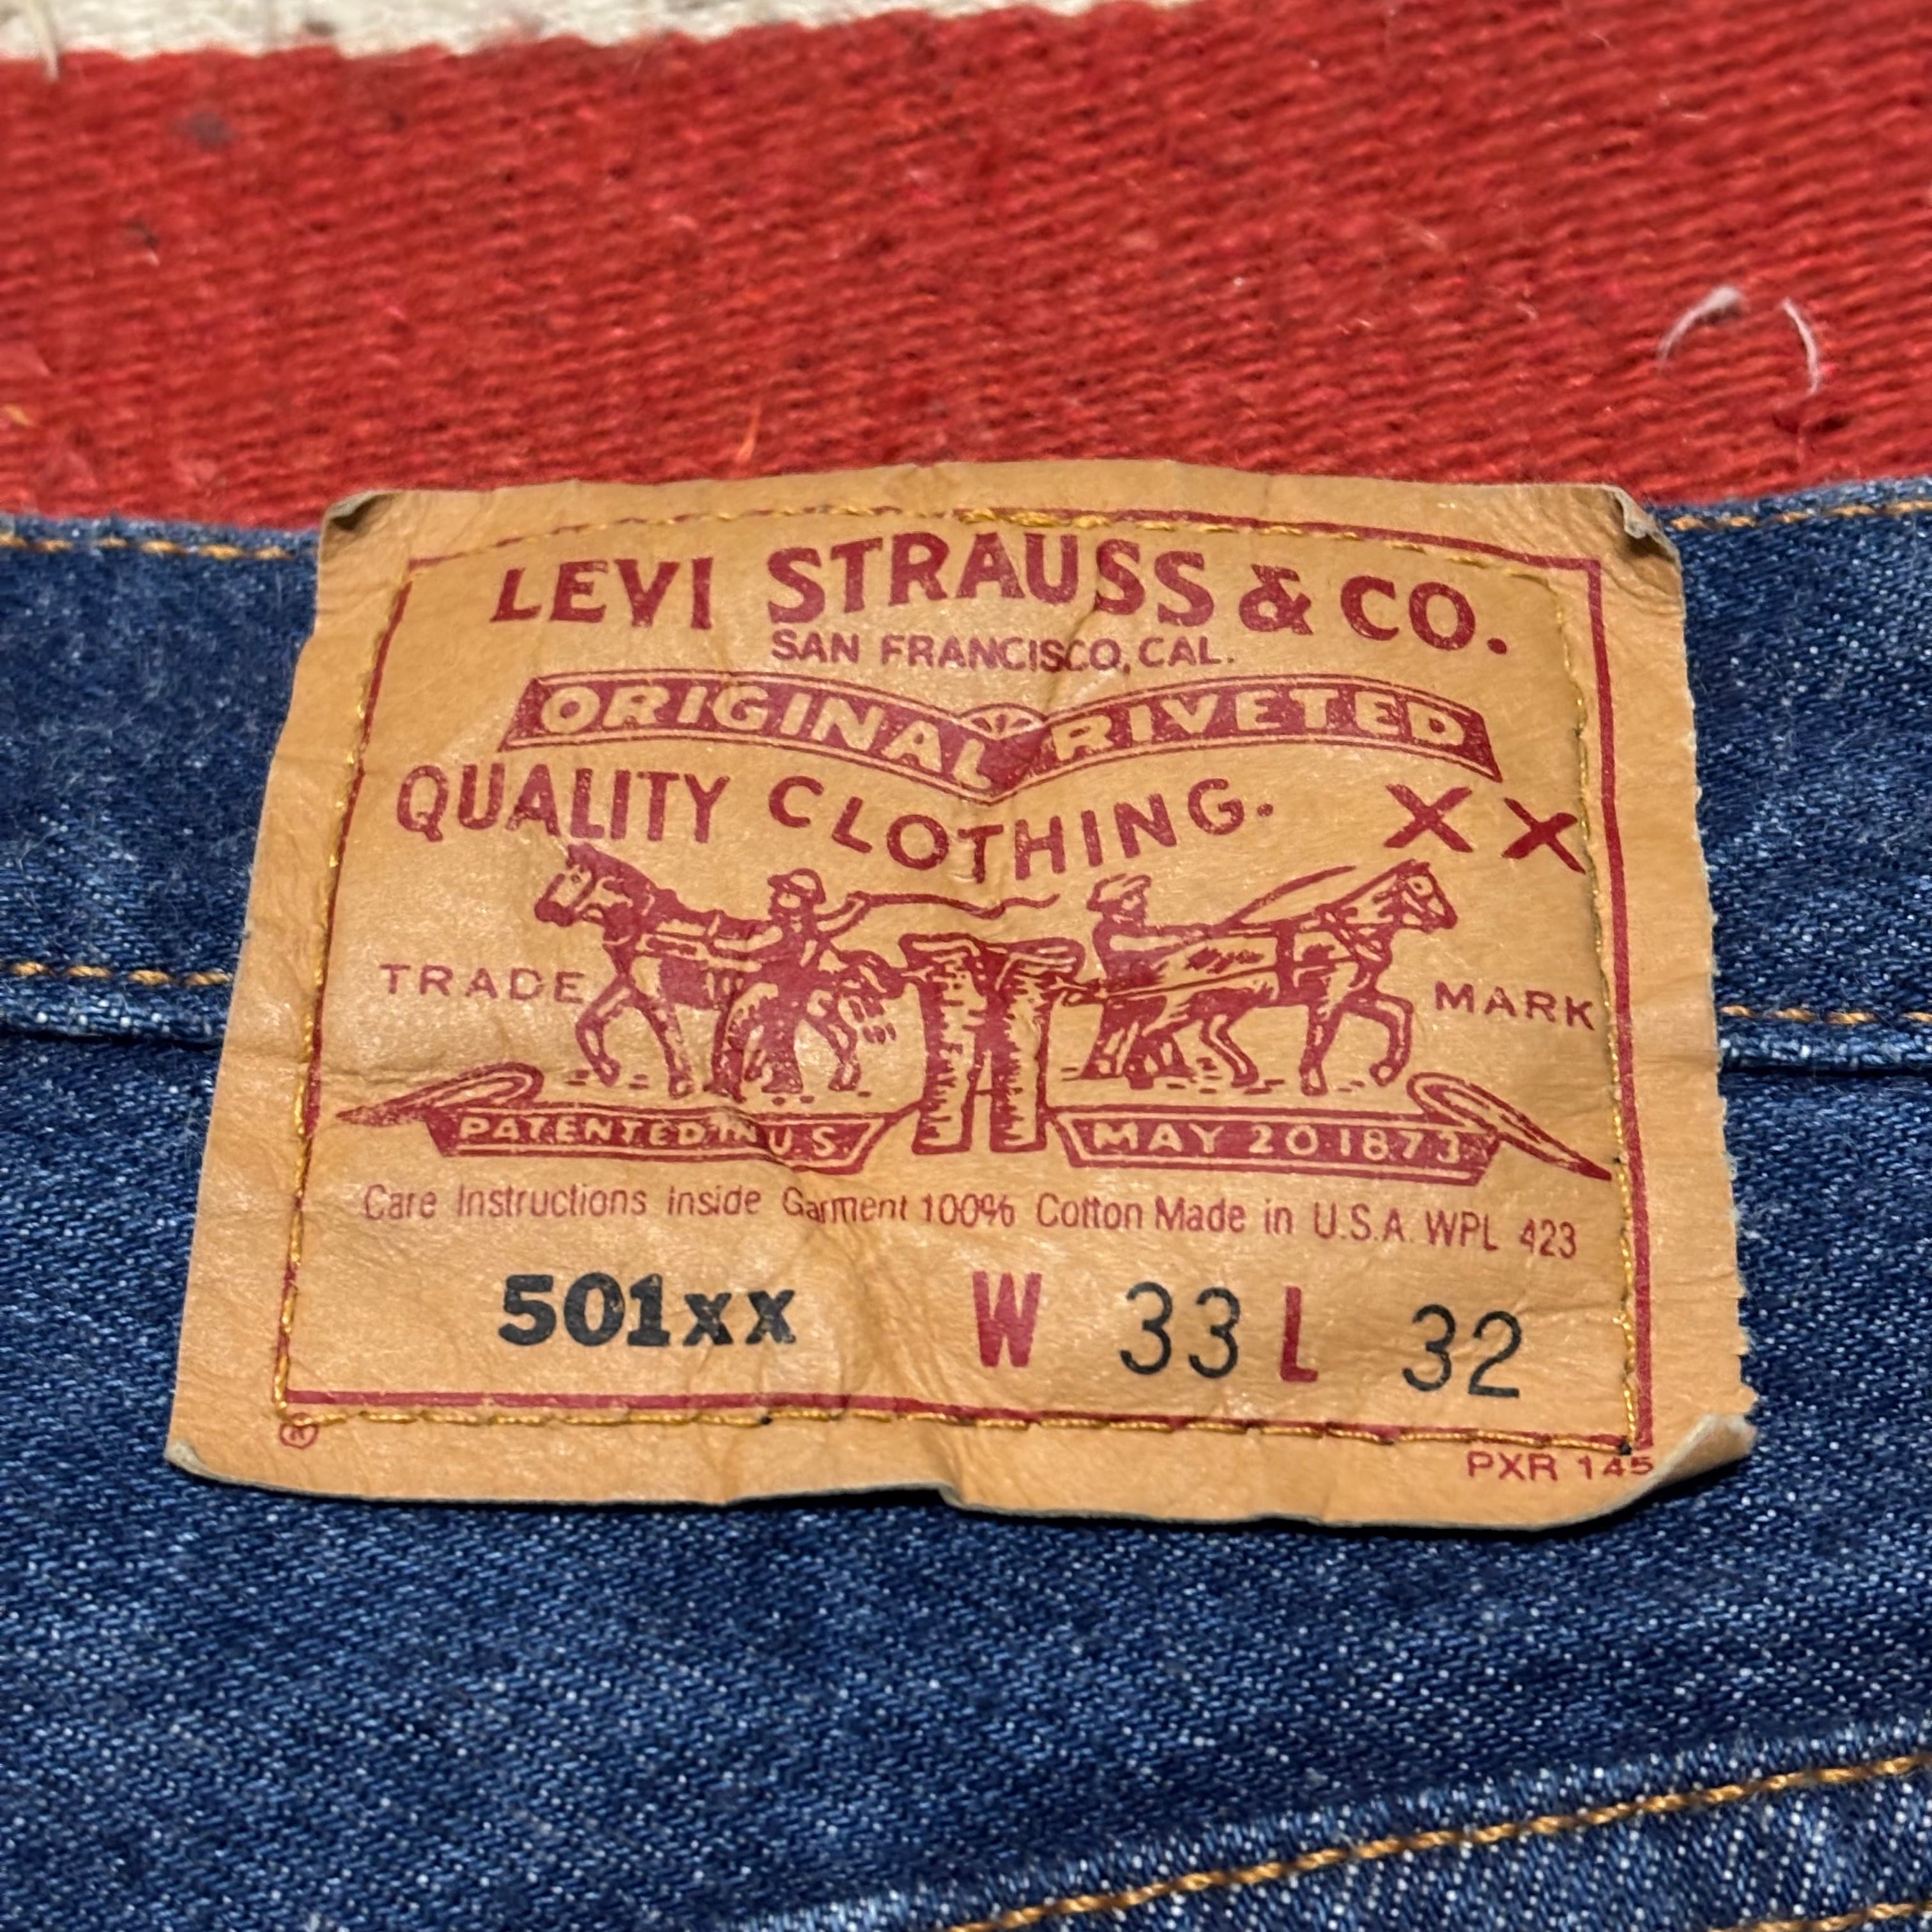 LEVI STRAUSS & CO.
SAN FRANCISCO, CAL.
ORIGINAL RIVETED
QUALITY CLOTHING. XX
TRADE MARK
PATENTED IN U.S. MAY 20 1873
Care Instructions Inside Garment 100% Cotton Made in U.S.A. WPL 423
501xx W 33 L 32
® PXR 145